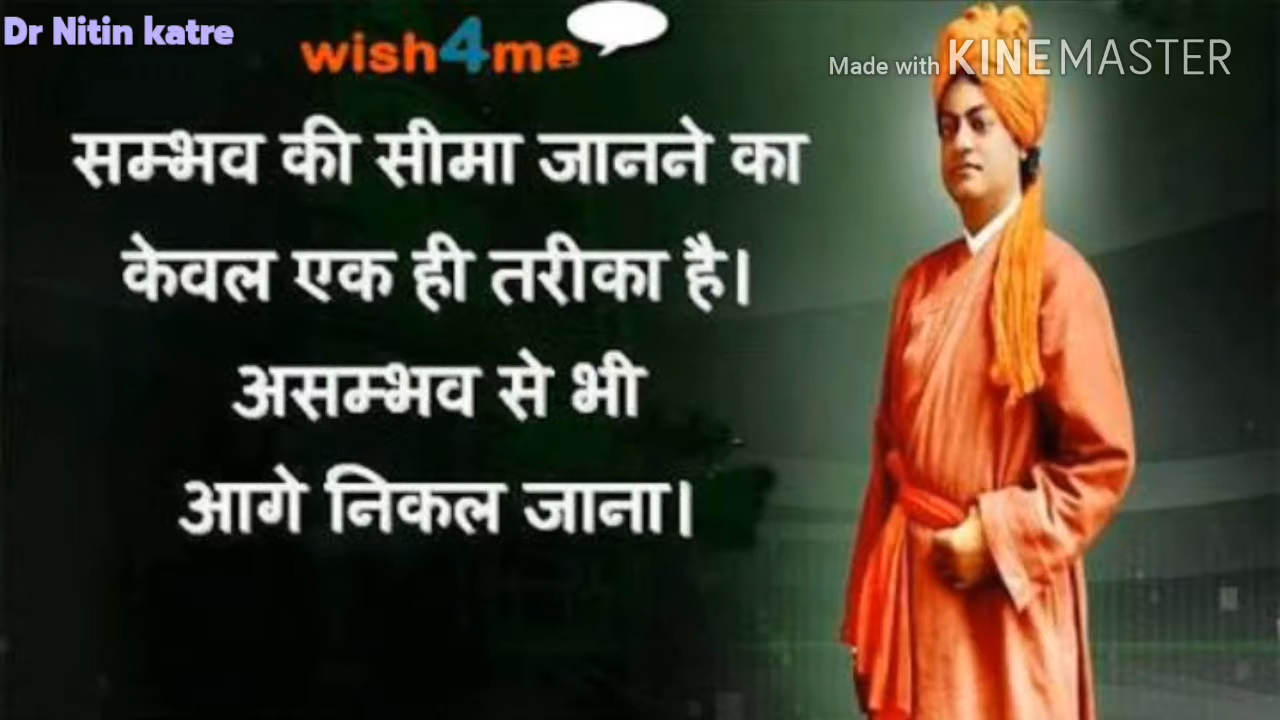 Dr Nitin katre
wish4me
Made with KINEMASTER
सम्भव की सीमा जानने का
केवल एक ही तरीका है।
असम्भव से भी
आगे निकल जाना।